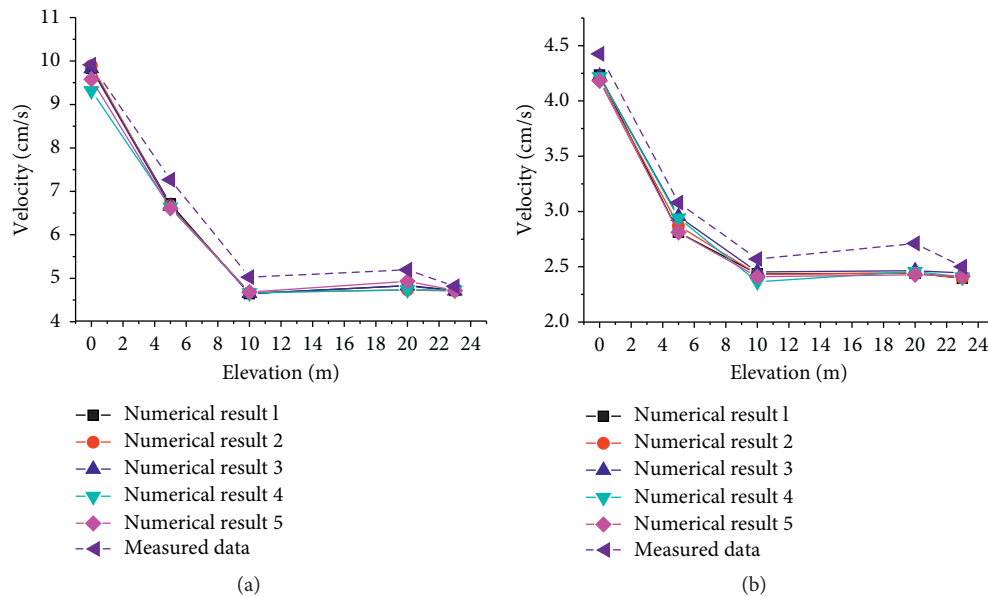 11
10
9
8
7
6
5
4
Velocity (cm/s)
0 2 4 6 8 10 12 14 16 18 20 22 24
Elevation (m)
Numerical result l
Numerical result 2
Numerical result 3
Numerical result 4
Numerical result 5
Measured data
(a)
4.5
4.0
3.5
3.0
2.5
2.0
Velocity (cm/s)
0 2 4 6 8 10 12 14 16 18 20 22 24
Elevation (m)
Numerical result l
Numerical result 2
Numerical result 3
Numerical result 4
Numerical result 5
Measured data
(b)